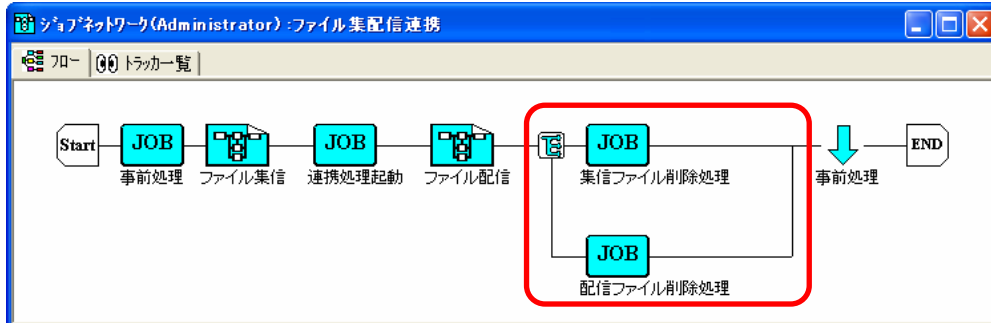 ジョブネットワーク(Administrator):ファイル集配信連携
フロー トラッカー覧
Start JOB JOB JOB END
事前処理 ファイル集信 連携処理起動 ファイル配信 集信ファイル削除処理 事前処理
JOB
配信ファイル削除処理